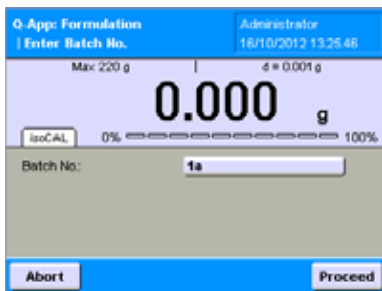 Q-App: Formulation
Administrator
| Enter Batch No.
16/10/2012 13.25.46
Max 220 g
d = 0.001 g
0.000 g
isoCAL
0%
100%
Batch No.:
1a
Abort
Proceed